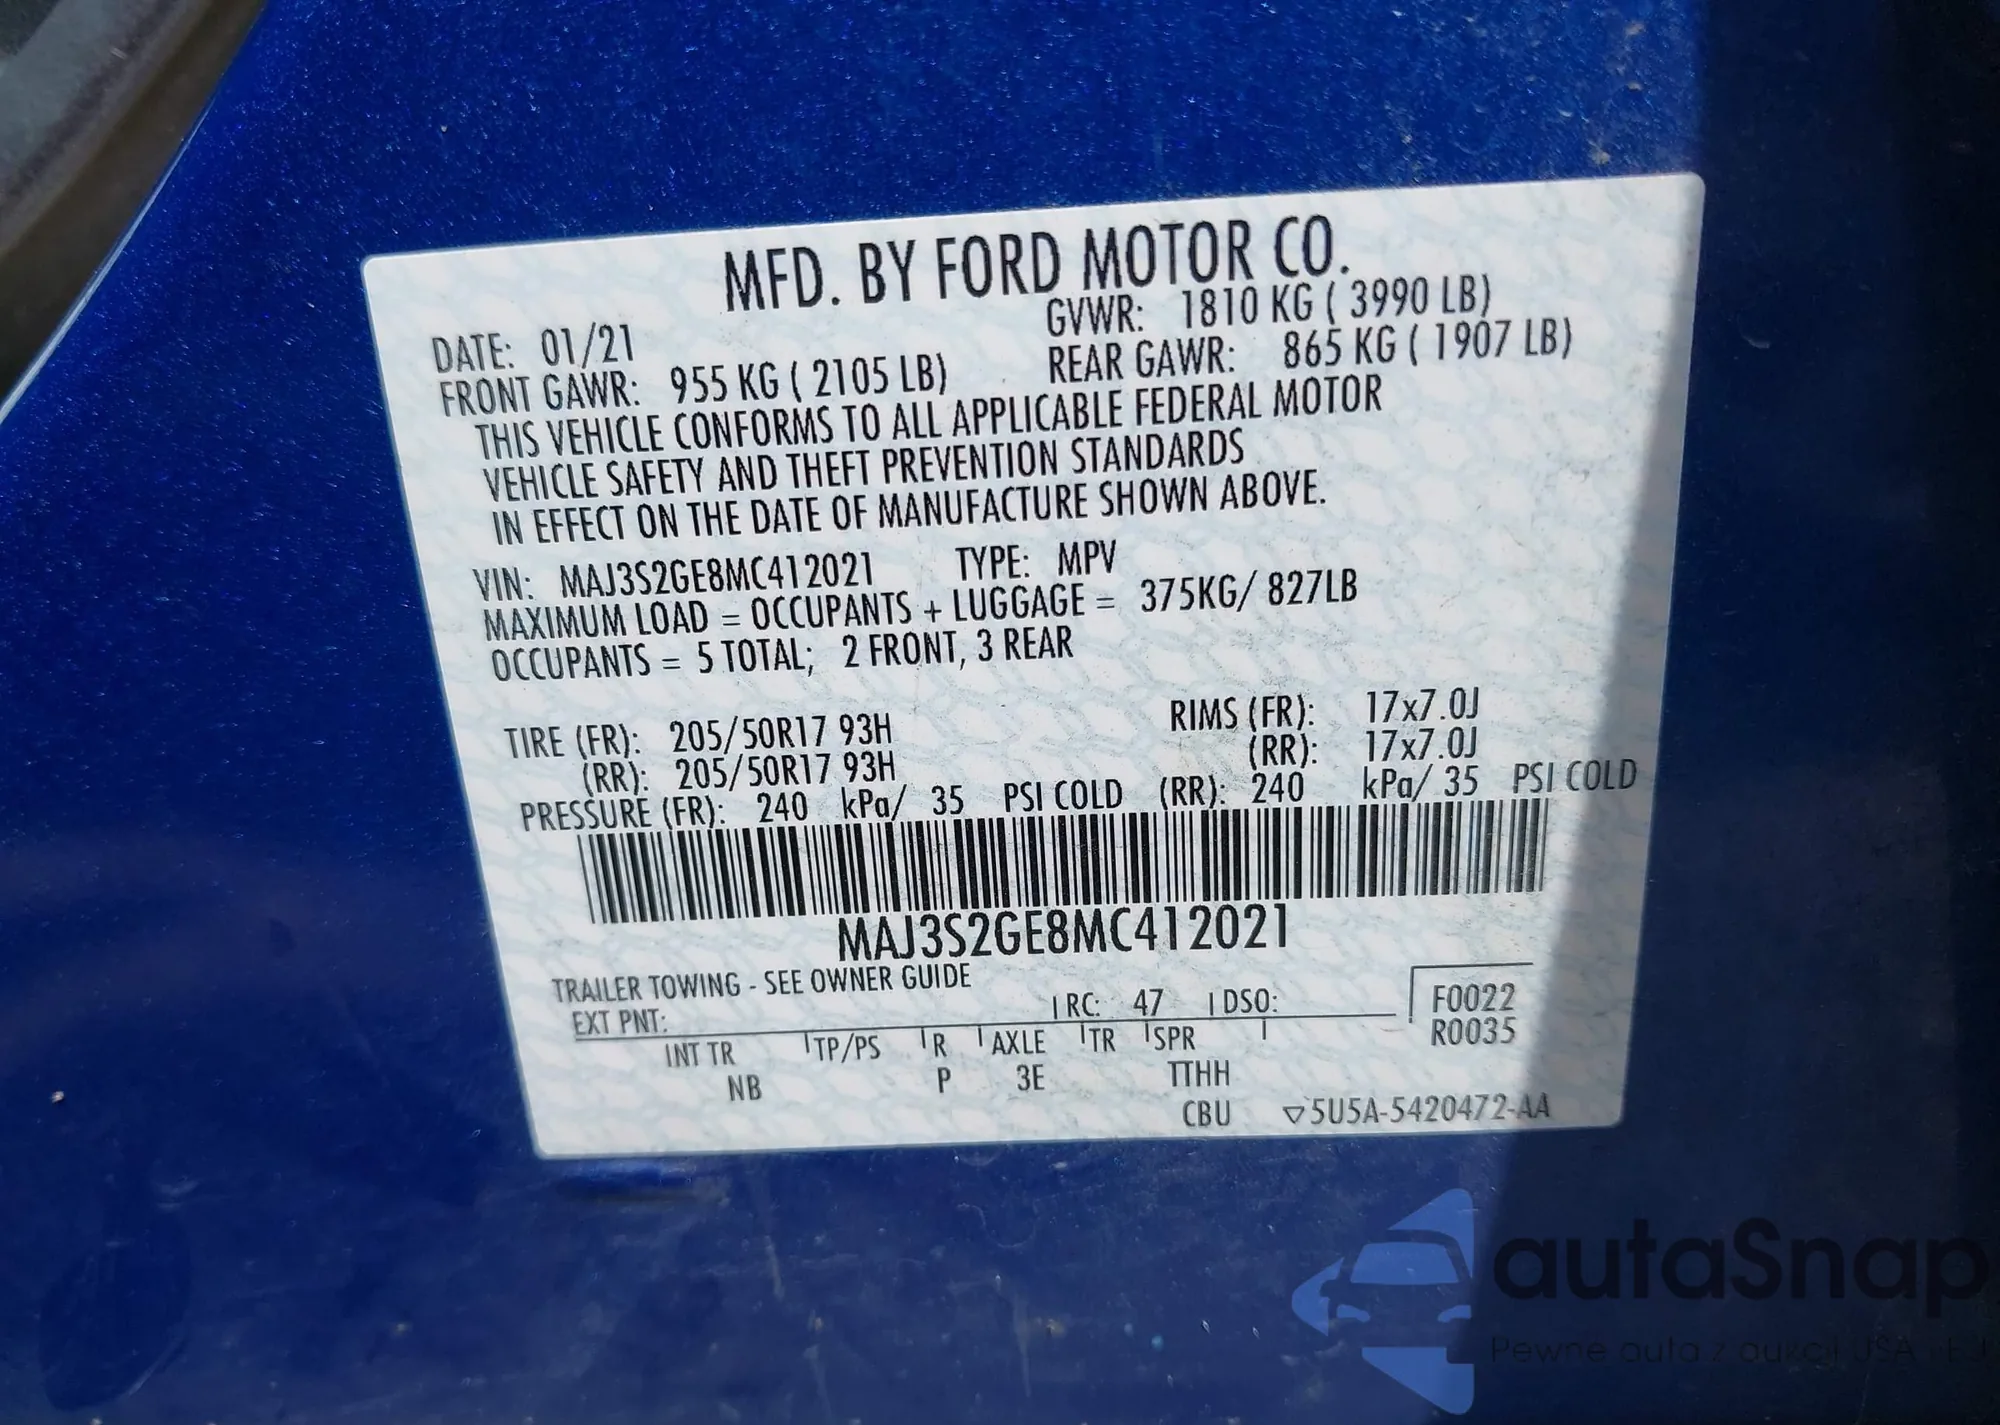 MFD. BY FORD MOTOR CO.
DATE: 01/21 GVWR: 1810 KG ( 3990 LB)
FRONT GAWR: 955 KG ( 2105 LB) REAR GAWR: 865 KG ( 1907 LB)
THIS VEHICLE CONFORMS TO ALL APPLICABLE FEDERAL MOTOR
VEHICLE SAFETY AND THEFT PREVENTION STANDARDS
IN EFFECT ON THE DATE OF MANUFACTURE SHOWN ABOVE.
VIN: MAJ3S2GE8MC412021 TYPE: MPV
MAXIMUM LOAD = OCCUPANTS + LUGGAGE = 375KG/ 827LB
OCCUPANTS = 5 TOTAL; 2 FRONT, 3 REAR
TIRE (FR): 205/50R17 93H RIMS (FR): 17x7.0J
(RR): 205/50R17 93H (RR): 17x7.0J
PRESSURE (FR): 240 kPa/ 35 PSI COLD (RR): 240 kPa/ 35 PSI COLD
MAJ3S2GE8MC412021
TRAILER TOWING - SEE OWNER GUIDE
EXT PNT: RC: 47 DSO: F0022
R0035
INT TR TP/PS R AXLE TR SPR
NB P 3E TTHH
CBU ▽5U5A-5420472-AA
autaSnap
Pewne auta z aukcji USA i EU